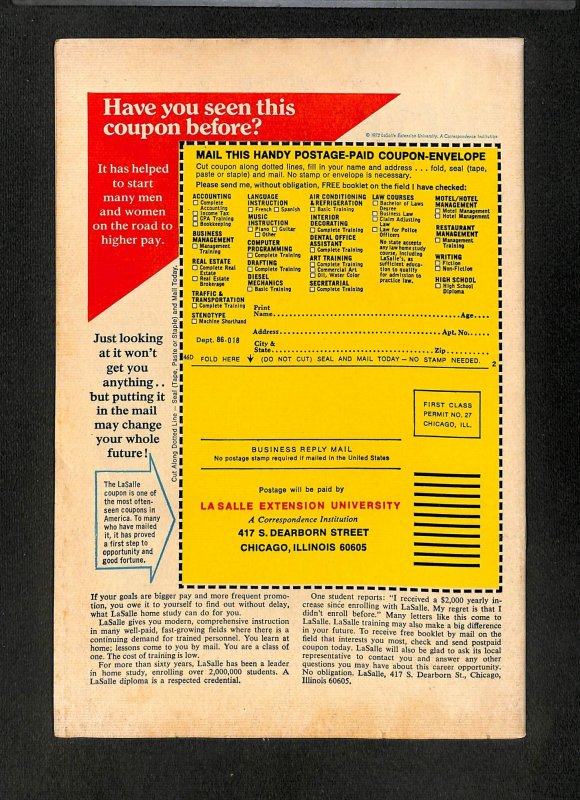 Have you seen this
coupon before?
© 1972 LaSalle Extension University, A Correspondence Institution
It has helped
to start
many men
and women
on the road to
higher pay.
MAIL THIS HANDY POSTAGE-PAID COUPON-ENVELOPE
Cut coupon along dotted lines, fill in your name and address . . . fold, seal (tape,
paste or staple) and mail. No stamp or envelope is necessary.
Please send me, without obligation, FREE booklet on the field I have checked:
ACCOUNTING
Complete
Accounting
Income Tax
CPA Training
Bookkeeping
BUSINESS
MANAGEMENT
Management
Training
REAL ESTATE
Complete Real
Estate
Real Estate
Brokerage
TRAFFIC &
TRANSPORTATION
Complete Training
STENOTYPE
Machine Shorthand
LANGUAGE
INSTRUCTION
French Spanish
MUSIC
INSTRUCTION
Piano Guitar
Other
COMPUTER
PROGRAMMING
Complete Training
DRAFTING
Complete Training
DIESEL
MECHANICS
Basic Training
AIR CONDITIONING
& REFRIGERATION
Basic Training
INTERIOR
DECORATING
Complete Training
DENTAL OFFICE
ASSISTANT
Complete Training
ART TRAINING
Complete Training
Commercial Art
Oil, Water Color
SECRETARIAL
Complete Training
LAW COURSES
Bachelor of Laws
Degree
Business Law
Claim Adjusting
Law
Law for Police
Officers
No state accepts
any law home study
course, including
LaSalle's, as
sufficient educa-
tion to qualify
for admission to
practice law.
MOTEL/HOTEL
MANAGEMENT
Motel Management
Hotel Management
RESTAURANT
MANAGEMENT
Management
Training
WRITING
Fiction
Non-Fiction
HIGH SCHOOL
High School
Diploma
Print
Name Age
Address Apt. No.
Dept. 86-018 City &
State Zip
46D FOLD HERE ↓ (DO NOT CUT) SEAL AND MAIL TODAY – NO STAMP NEEDED. 2
Cut Along Dotted Line — Seal (Tape, Paste or Staple) and Mail Today.
Just looking
at it won't
get you
anything . .
but putting it
in the mail
may change
your whole
future!
The LaSalle
coupon is one of
the most often-
seen coupons in
America. To many
who have mailed
it, it has proved
a first step to
opportunity and
good fortune.
FIRST CLASS
PERMIT NO. 27
CHICAGO, ILL.
BUSINESS REPLY MAIL
No postage stamp required if mailed in the United States
Postage will be paid by
LA SALLE EXTENSION UNIVERSITY
A Correspondence Institution
417 S. DEARBORN STREET
CHICAGO, ILLINOIS 60605
If your goals are bigger pay and more frequent promo-
tion, you owe it to yourself to find out without delay,
what LaSalle home study can do for you.
LaSalle gives you modern, comprehensive instruction
in many well-paid, fast-growing fields where there is a
continuing demand for trained personnel. You learn at
home; lessons come to you by mail. You are a class of
one. The cost of training is low.
For more than sixty years, LaSalle has been a leader
in home study, enrolling over 2,000,000 students. A
LaSalle diploma is a respected credential.
One student reports: "I received a $2,000 yearly in-
crease since enrolling with LaSalle. My regret is that I
didn't enroll before." Many letters like this come to
LaSalle. LaSalle training may also make a big difference
in your future. To receive free booklet by mail on the
field that interests you most, check and send postpaid
coupon today. LaSalle will also be glad to ask its local
representative to contact you and answer any other
questions you may have about this career opportunity.
No obligation. LaSalle, 417 S. Dearborn St., Chicago,
Illinois 60605.